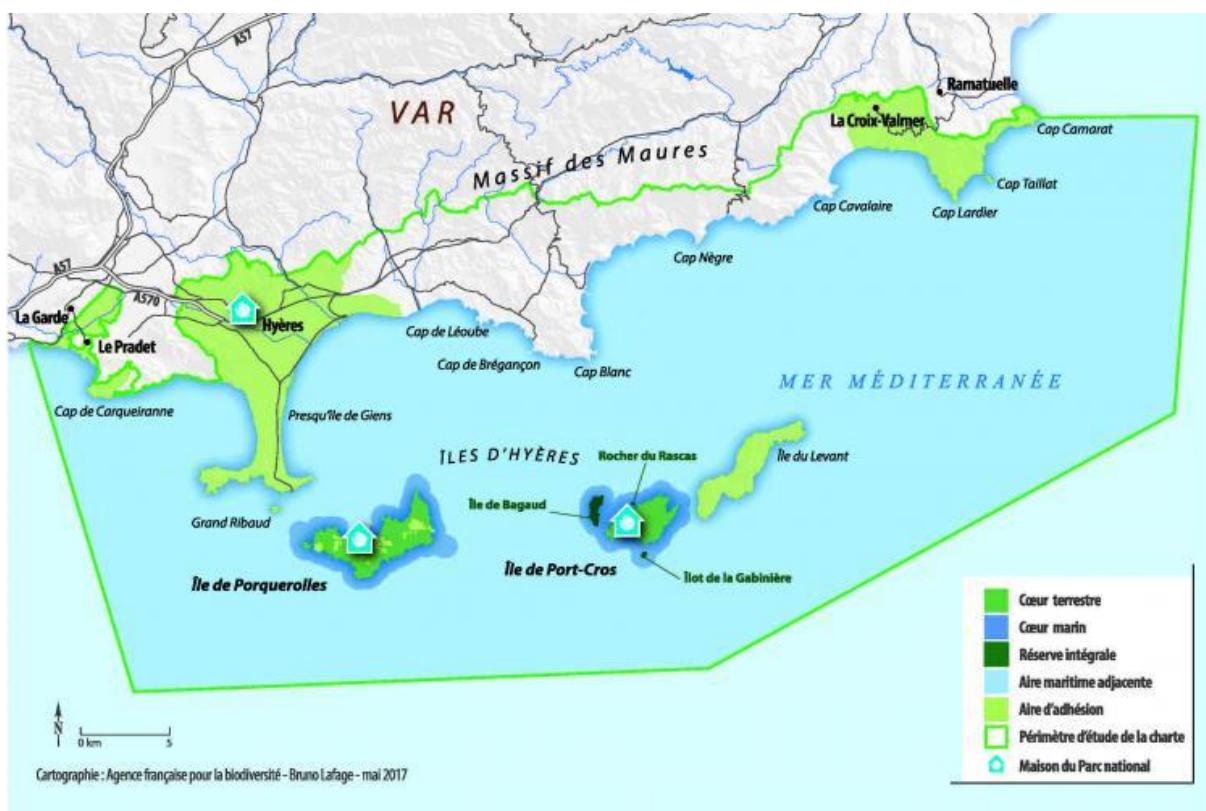 A57
VAR
Ramatuelle
La Croix-Valmer
Cap Camarat
Massif des Maures
Cap Taillat
Cap Cavalaire
Cap Lardier
Cap Nègre
A57
A570
La Garde
Hyères
Le Pradet
Cap de Léoube
Cap de Brégançon
Cap Blanc
MER MÉDITERRANÉE
Cap de Carqueiranne
Presqu'île de Giens
ÎLES D'HYÈRES
Rocher du Rascas
Île du Levant
Île de Bagaud
Grand Ribaud
Île de Porquerolles
Île de Port-Cros
Îlot de la Gabinière
Cœur terrestre
Cœur marin
Réserve intégrale
Aire maritime adjacente
Aire d'adhésion
Périmètre d'étude de la charte
Maison du Parc national
N
0 km 5
Cartographie : Agence française pour la biodiversité - Bruno Lafage - mai 2017